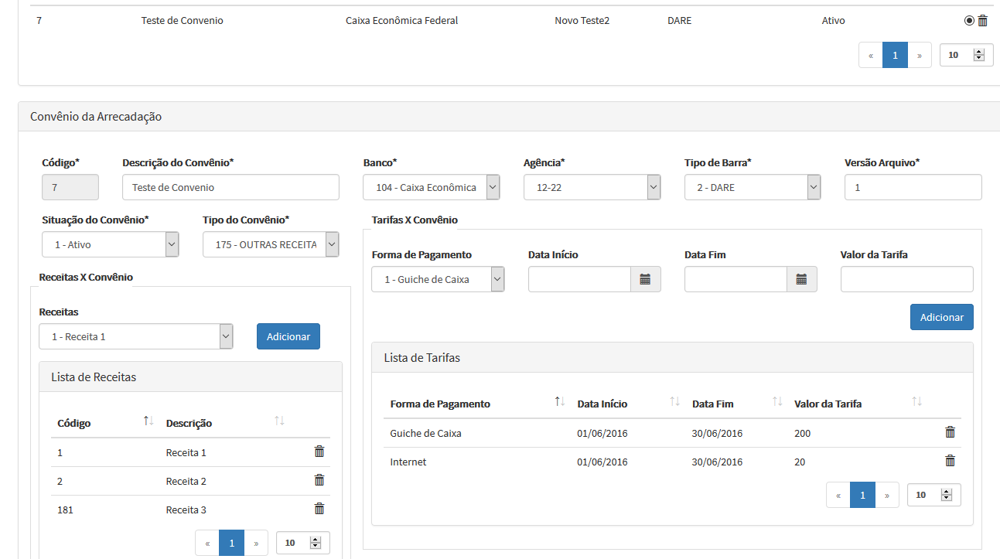 7 Teste de Convenio Caixa Econômica Federal Novo Teste2 DARE Ativo
« 1 » 10
Convênio da Arrecadação
Código* Descrição do Convênio* Banco* Agência* Tipo de Barra* Versão Arquivo*
7 Teste de Convenio 104 - Caixa Econômica 12-22 2 - DARE 1
Situação do Convênio* Tipo do Convênio*
1 - Ativo 175 - OUTRAS RECEITA
Receitas X Convênio
Receitas
1 - Receita 1 Adicionar
Lista de Receitas
Código Descrição
1 Receita 1
2 Receita 2
181 Receita 3
« 1 » 10
Tarifas X Convênio
Forma de Pagamento Data Início Data Fim Valor da Tarifa
1 - Guiche de Caixa
Adicionar
Lista de Tarifas
Forma de Pagamento Data Início Data Fim Valor da Tarifa
Guiche de Caixa 01/06/2016 30/06/2016 200
Internet 01/06/2016 30/06/2016 20
« 1 » 10